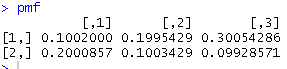 > pmf
[,1] [,2] [,3]
[1,] 0.1002000 0.1995429 0.30054286
[2,] 0.2000857 0.1003429 0.09928571
>